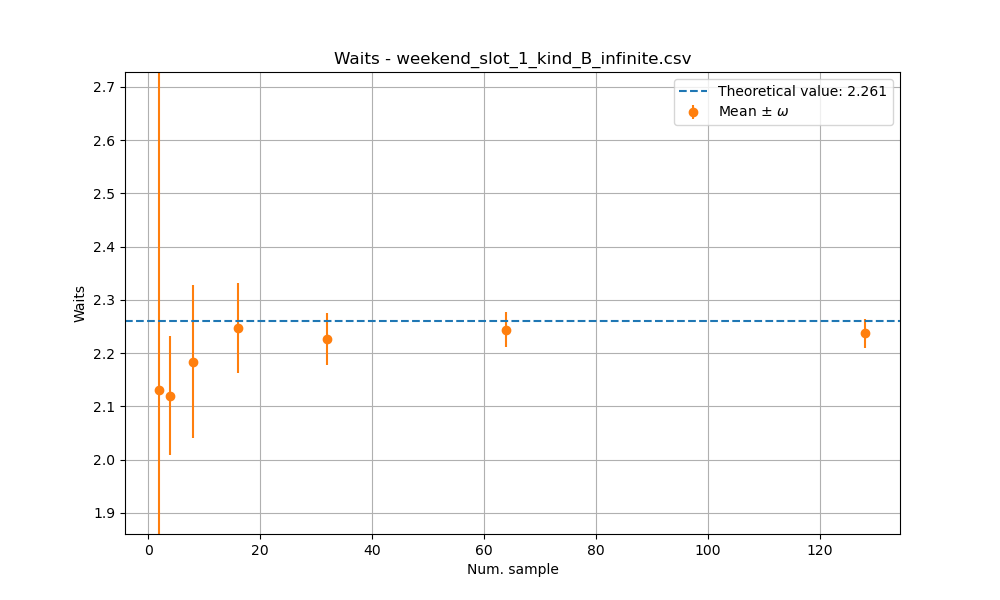 Waits - weekend_slot_1_kind_B_infinite.csv
Theoretical value: 2.261
Mean ± ω
Waits
2.7
2.6
2.5
2.4
2.3
2.2
2.1
2.0
1.9
0 20 40 60 80 100 120
Num. sample